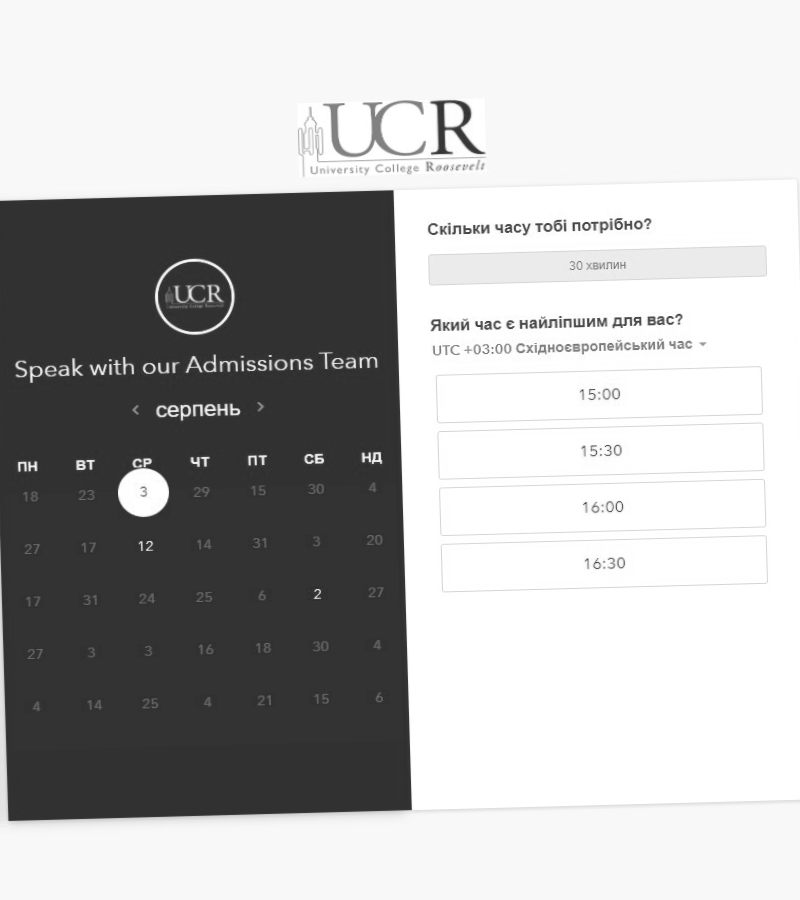 UCR
University College Roosevelt
UCR
University College Roosevelt
Speak with our Admissions Team
серпень
ПН ВТ СР ЧТ ПТ СБ НД
18 23 3 29 15 30 4
27 17 12 14 31 3 20
17 31 24 25 6 2 27
27 3 3 16 18 30 4
4 14 25 4 21 15 6
Скільки часу тобі потрібно?
30 хвилин
Який час є найліпшим для вас?
UTC +03:00 Східноєвропейський час
15:00
15:30
16:00
16:30